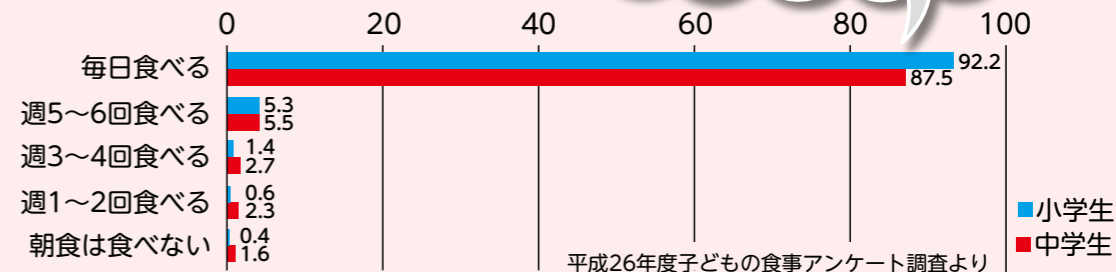 0 20 40 60 80 100
毎日食べる 92.2
87.5
週5〜6回食べる 5.3
5.5
週3〜4回食べる 1.4
2.7
週1〜2回食べる 0.6
2.3
朝食は食べない 0.4
1.6
小学生
中学生
平成26年度子どもの食事アンケート調査より